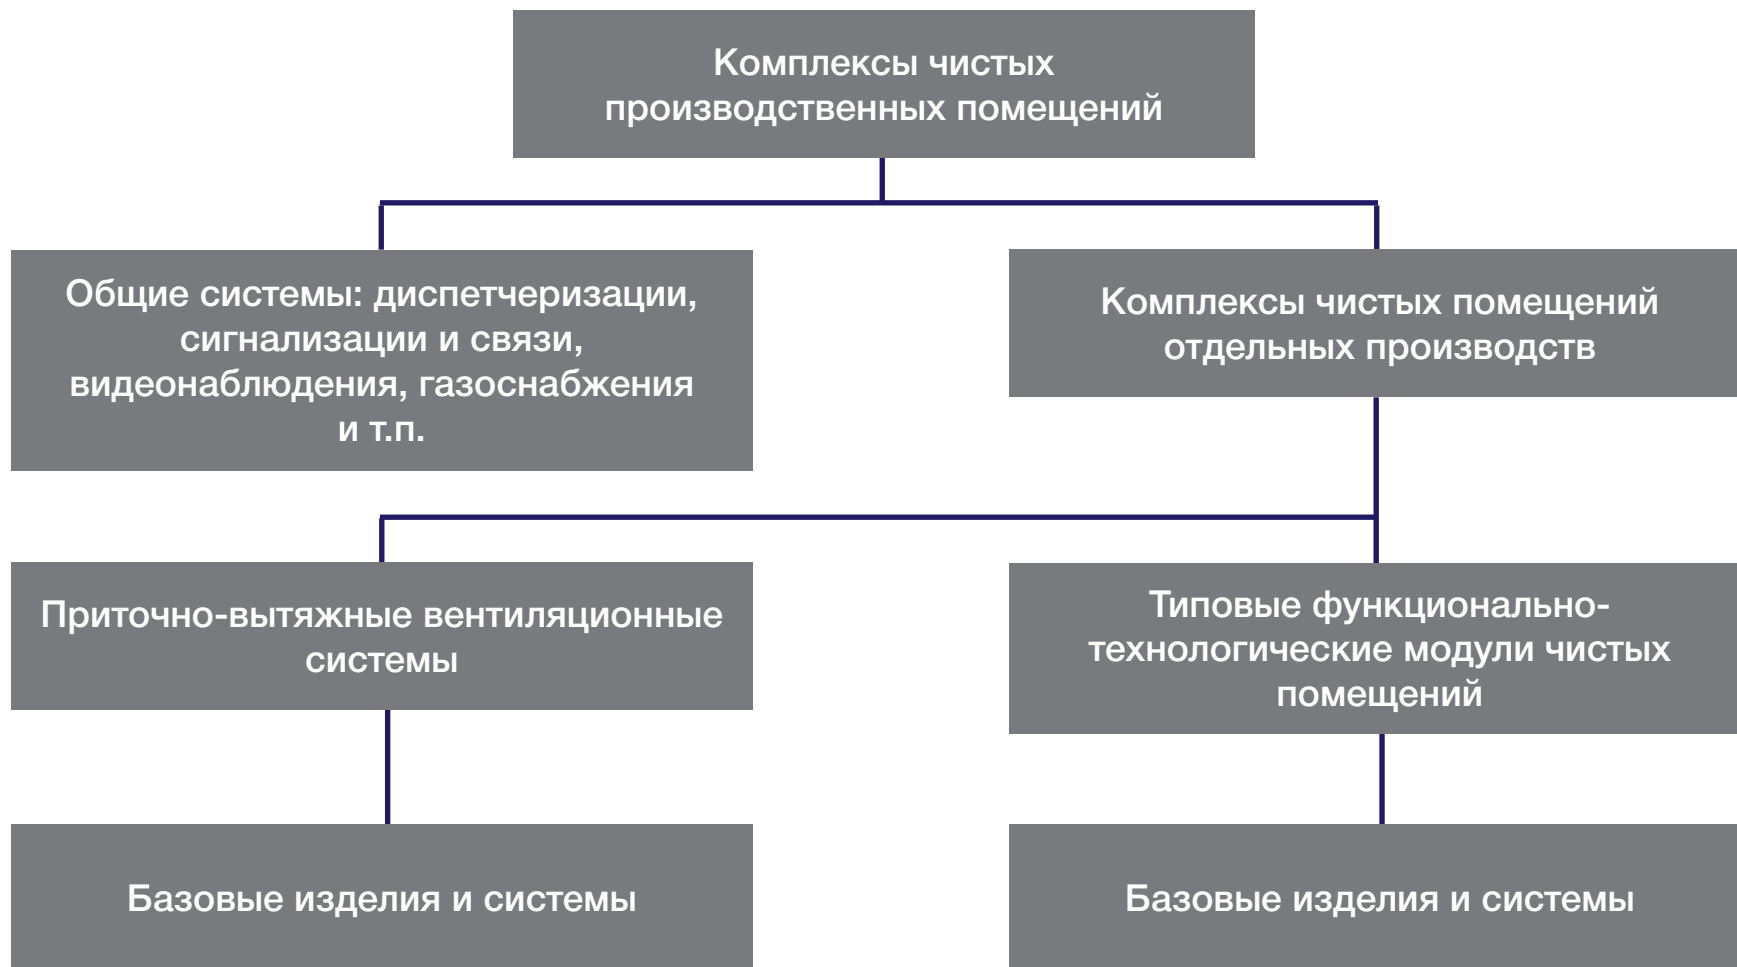 Комплексы чистых
производственных помещений
Общие системы: диспетчеризации,
сигнализации и связи,
видеонаблюдения, газоснабжения
и т.п.
Комплексы чистых помещений
отдельных производств
Приточно-вытяжные вентиляционные
системы
Типовые функционально-
технологические модули чистых
помещений
Базовые изделия и системы
Базовые изделия и системы